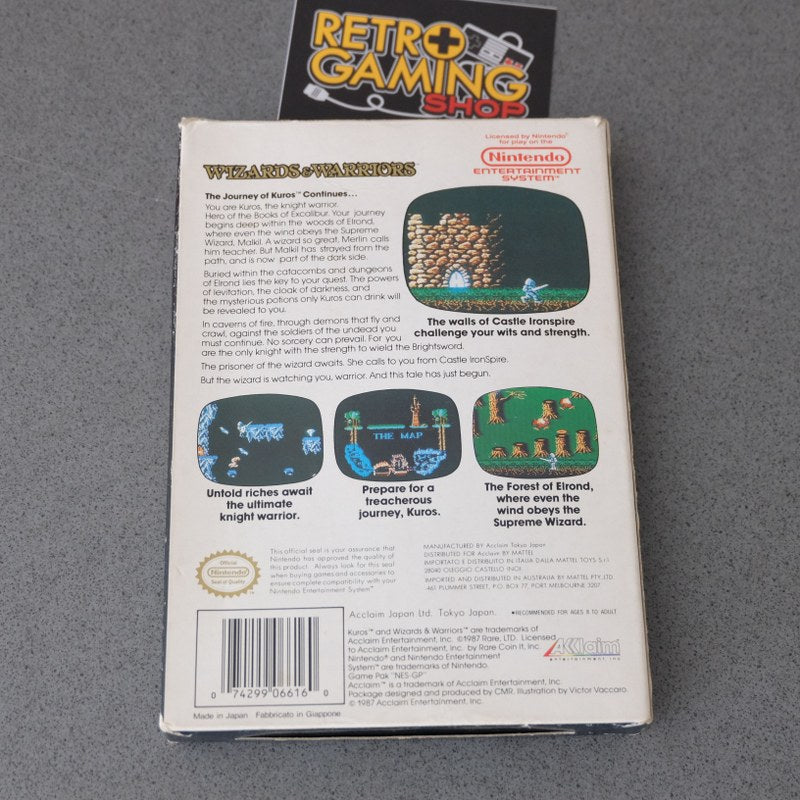 RETRO
GAMING
SHOP
Licensed by Nintendo®
for play on the
Nintendo
ENTERTAINMENT
SYSTEM™
WIZARDS & WARRIORS™
The Journey of Kuros™ Continues...
You are Kuros, the knight warrior.
Hero of the Books of Excalibur. Your journey
begins deep within the woods of Elrond,
where even the wind obeys the Supreme
Wizard, Malkil. A wizard so great, Merlin calls
him teacher. But Malkil has strayed from the
path, and is now part of the dark side.
Buried within the catacombs and dungeons
of Elrond lies the key to your quest. The powers
of levitation, the cloak of darkness, and
the mysterious potions only Kuros can drink will
be revealed to you.
In caverns of fire, through demons that fly and
crawl, against the soldiers of the undead you
must continue. No sorcery can prevail. For you
are the only knight with the strength to wield the Brightsword.
The prisoner of the wizard awaits. She calls to you from Castle IronSpire.
But the wizard is watching you, warrior. And this tale has just begun.
The walls of Castle Ironspire
challenge your wits and strength.
THE MAP
Untold riches await
the ultimate
knight warrior.
Prepare for a
treacherous
journey, Kuros.
The Forest of Elrond,
where even the
wind obeys the
Supreme Wizard.
Official
Nintendo
Seal of Quality
This official seal is your assurance that
Nintendo has approved the quality of
this product. Always look for this seal
when buying games and accessories to
ensure complete compatibility with your
Nintendo Entertainment System™
MANUFACTURED BY Acclaim Tokyo Japan
DISTRIBUTED FOR Acclaim BY MATTEL
IMPORTATO E DISTRIBUITO IN ITALIA DALLA MATTEL TOYS S.r.l
28040 OLEGGIO CASTELLO (NO)
IMPORTED AND DISTRIBUTED IN AUSTRALIA BY MATTEL PTY. LTD.
461 PLUMMER STREET, P.O. BOX 77, PORT MELBOURNE 3207
Acclaim Japan Ltd. Tokyo Japan.
•RECOMMENDED FOR AGES 8 TO ADULT
Kuros™ and Wizards & Warriors™ are trademarks of
Acclaim Entertainment, Inc. ©1987 Rare, LTD. Licensed
to Acclaim Entertainment, Inc. by Rare Coin It, Inc.
Nintendo® and Nintendo Entertainment
System™ are trademarks of Nintendo.
Game Pak "NES-GP"
Acclaim™ is a trademark of Acclaim Entertainment, Inc.
Package designed and produced by CMR. Illustration by Victor Vaccaro.
© 1987 Acclaim Entertainment, Inc.
AKKlaim
entertainment inc
0 74299 06616 0
Made in Japan Fabbricato in Giappone